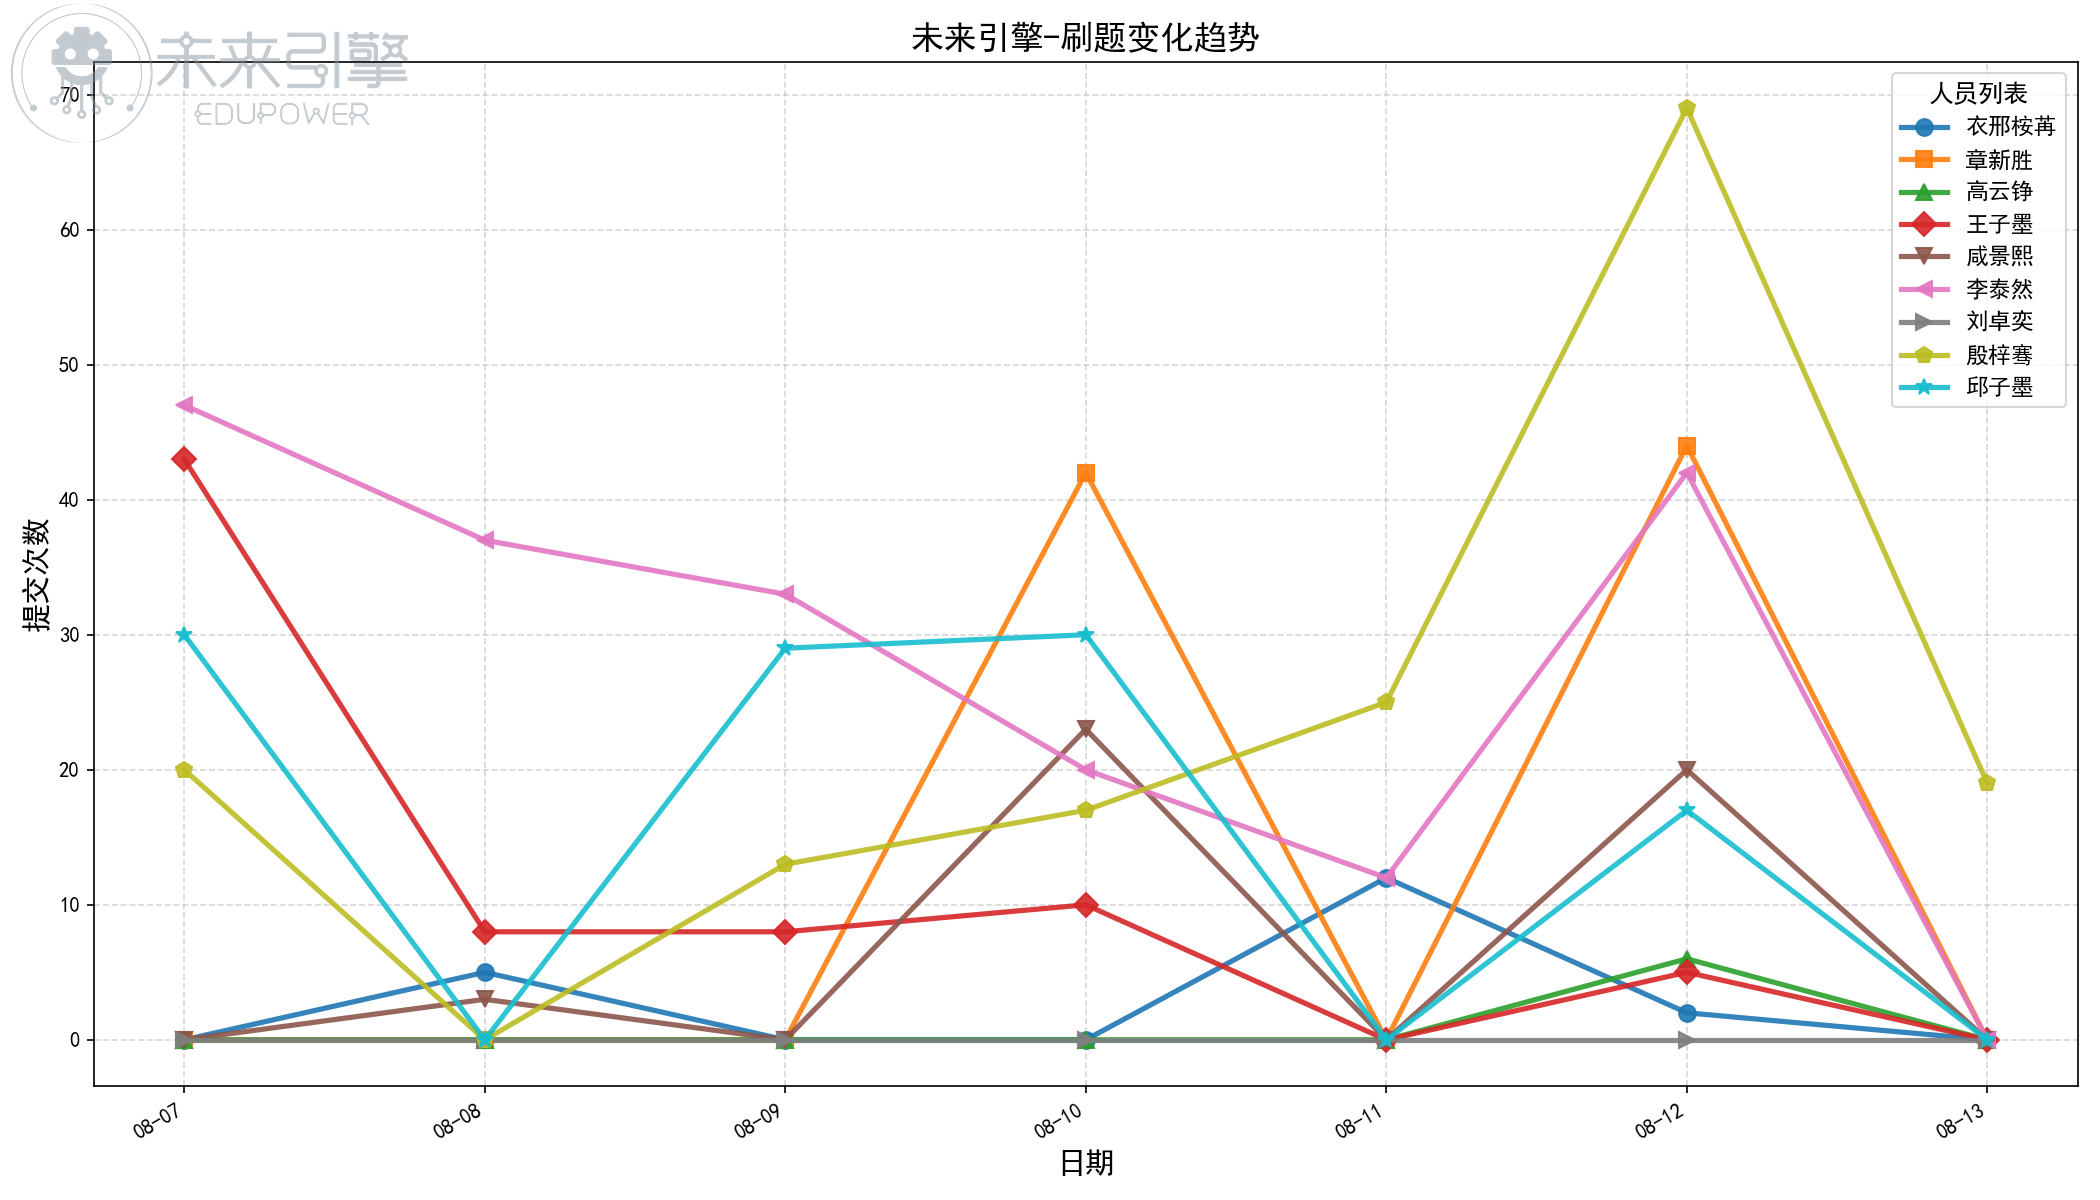 未来引擎
EDUPOWER
未来引擎-刷题变化趋势
人员列表
衣邢桉苒
章新胜
高云铮
王子墨
咸景熙
李泰然
刘卓奕
殷梓骞
邱子墨
提交次数
70
60
50
40
30
20
10
0
08-07
08-08
08-09
08-10
08-11
08-12
08-13
日期